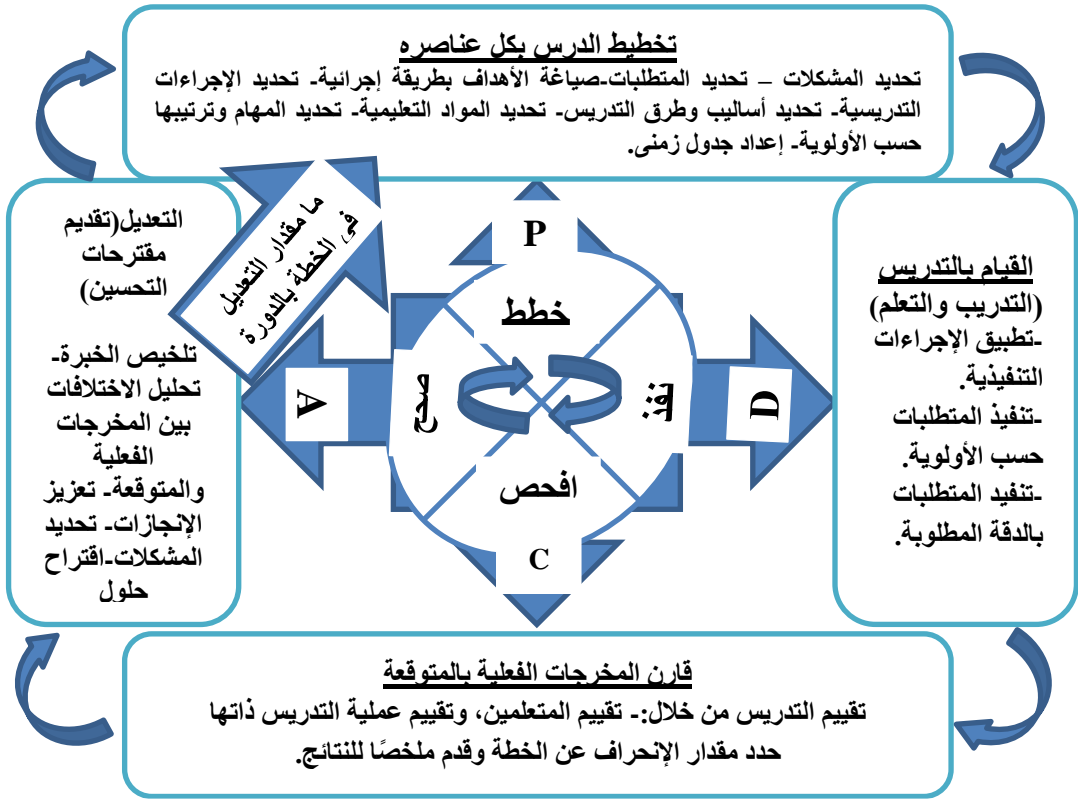 تخطيط الدرس بكل عناصره
تحديد المشكلات – تحديد المتطلبات-صياغة الأهداف بطريقة إجرائية- تحديد الإجراءات
التدريسية- تحديد أساليب وطرق التدريس- تحديد المواد التعليمية- تحديد المهام وترتيبها
حسب الأولوية- إعداد جدول زمنى.
القيام بالتدريس
(التدريب والتعلم)
-تطبيق الإجراءات
التنفيذية.
-تنفيذ المتطلبات
حسب الأولوية.
-تنفيد المتطلبات
بالدقة المطلوبة.
P
خطط
D
نفذ
C
افحص
A
صحح
ما مقدار التعديل
فى الخطة بالدورة
التعديل(تقديم
مقترحات
التحسين)
تلخيص الخبرة-
تحليل الاختلافات
بين المخرجات
الفعلية
والمتوقعة- تعزيز
الإنجازات- تحديد
المشكلات-اقتراح
حلول
قارن المخرجات الفعلية بالمتوقعة
تقييم التدريس من خلال:- تقييم المتعلمين، وتقييم عملية التدريس ذاتها
حدد مقدار الإنحراف عن الخطة وقدم ملخصًا للنتائج.